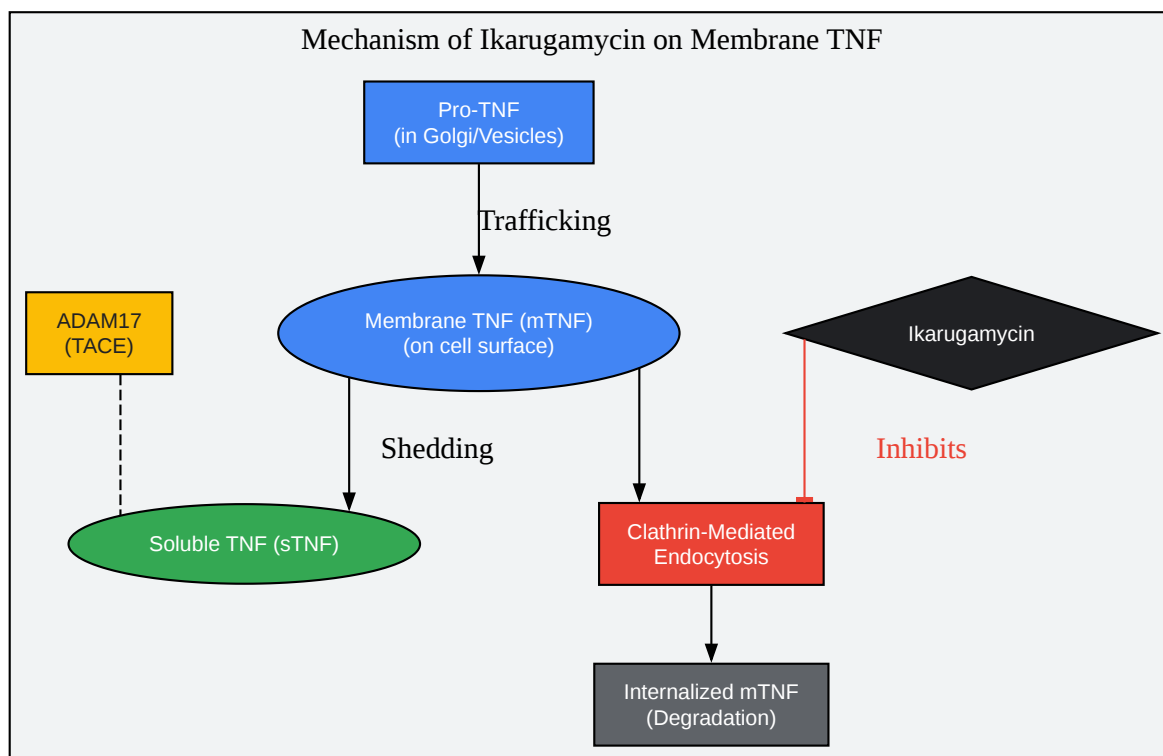 Mechanism of Ikarugamycin on Membrane TNF
Pro-TNF
(in Golgi/Vesicles)
Trafficking
ADAM17
(TACE)
Membrane TNF (mTNF)
(on cell surface)
Ikarugamycin
Shedding
Inhibits
Soluble TNF (sTNF)
Clathrin-Mediated
Endocytosis
Internalized mTNF
(Degradation)